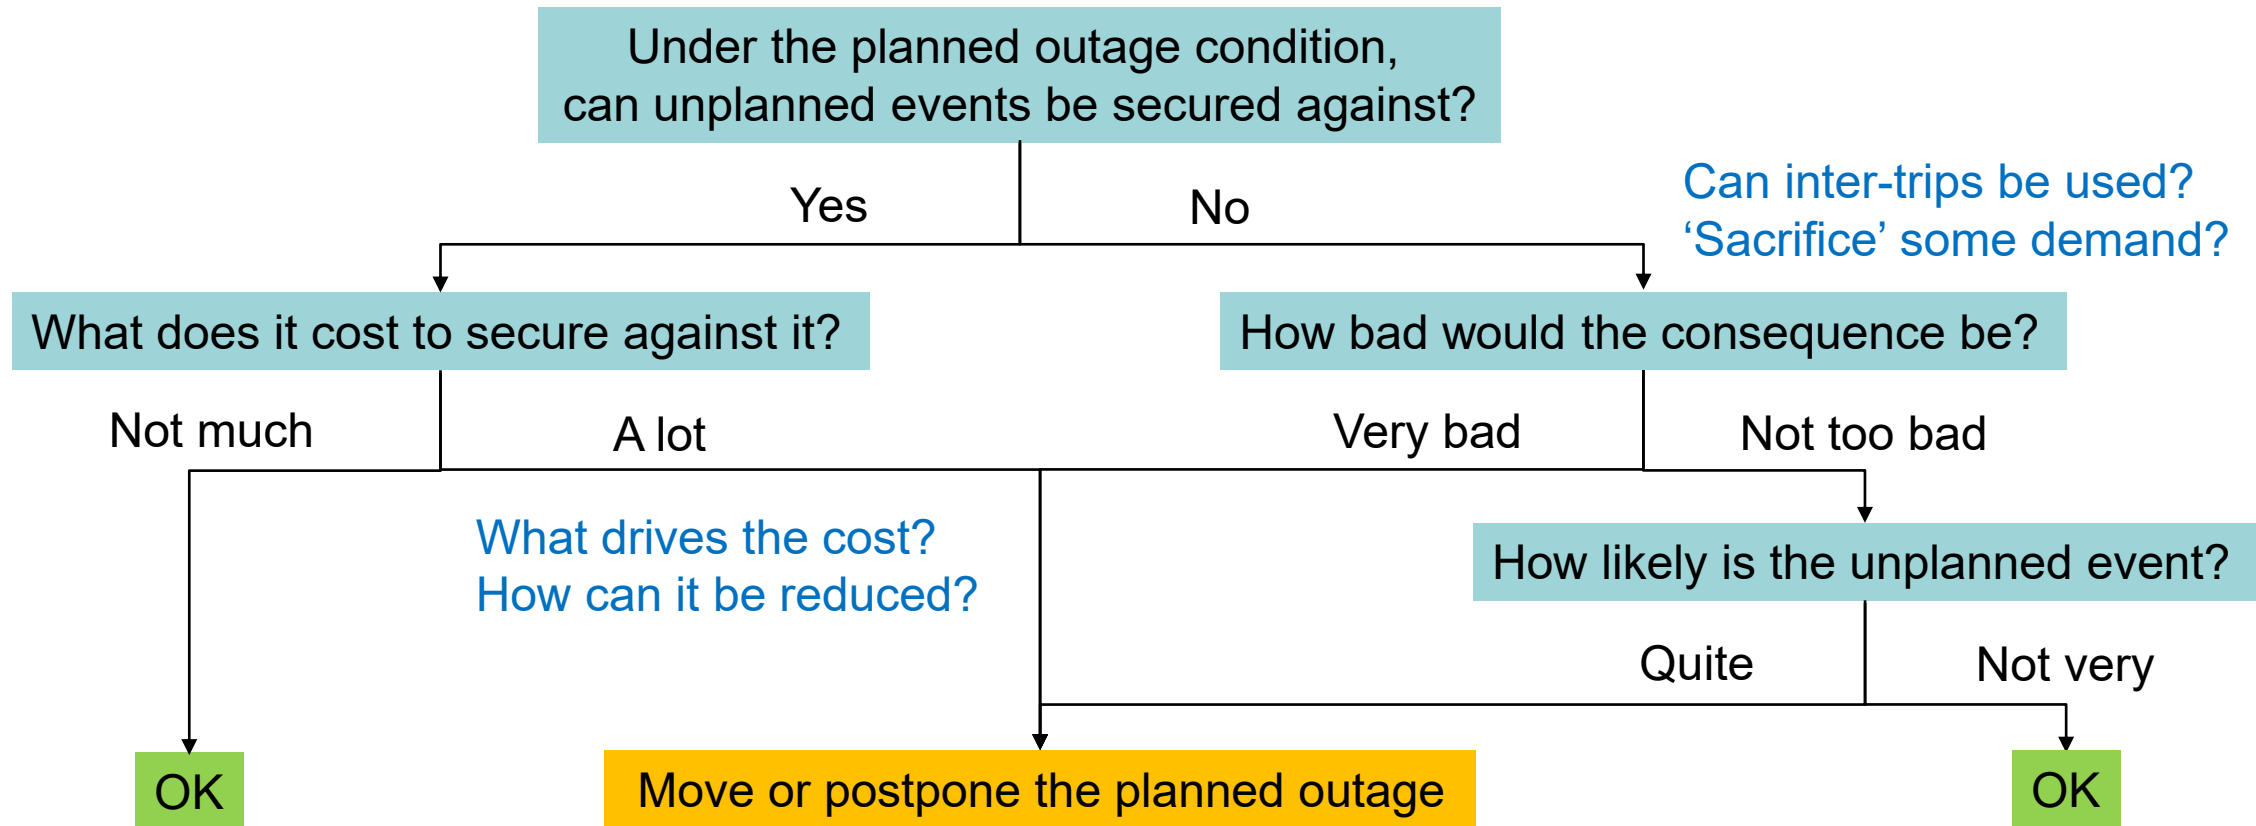 Under the planned outage condition,
can unplanned events be secured against?
Yes
No
Can inter-trips be used?
‘Sacrifice’ some demand?
What does it cost to secure against it?
How bad would the consequence be?
Not much
A lot
Very bad
Not too bad
What drives the cost?
How can it be reduced?
How likely is the unplanned event?
Quite
Not very
OK
Move or postpone the planned outage
OK